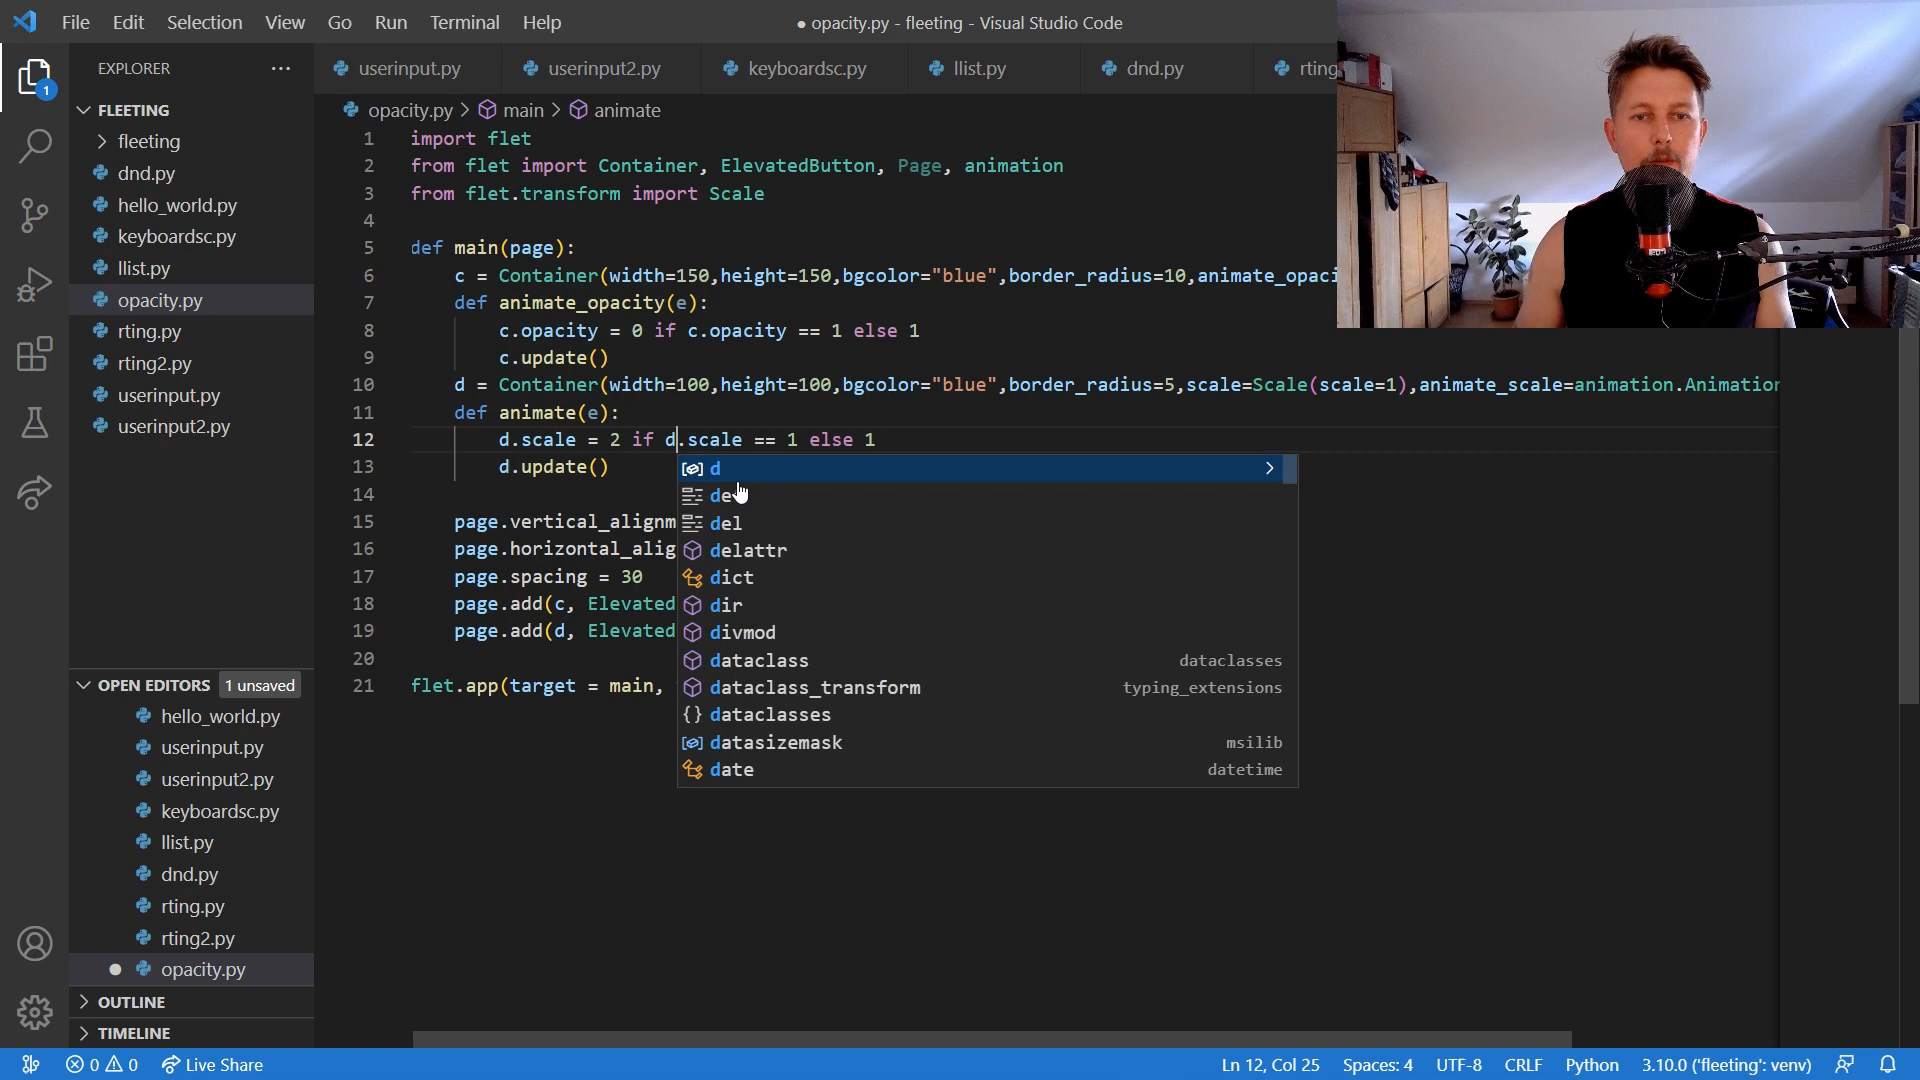 File Edit Selection View Go Run Terminal Help
● opacity.py - fleeting - Visual Studio Code
EXPLORER ...
userinput.py userinput2.py keyboardsc.py llist.py dnd.py rting
1
FLEETING
fleeting
dnd.py
hello_world.py
keyboardsc.py
llist.py
opacity.py
rting.py
rting2.py
userinput.py
userinput2.py
OPEN EDITORS 1 unsaved
hello_world.py
userinput.py
userinput2.py
keyboardsc.py
llist.py
dnd.py
rting.py
rting2.py
● opacity.py
OUTLINE
TIMELINE
opacity.py > main > animate
1 import flet
2 from flet import Container, ElevatedButton, Page, animation
3 from flet.transform import Scale
4
5 def main(page):
6 c = Container(width=150,height=150,bgcolor="blue",border_radius=10,animate_opaci
7 def animate_opacity(e):
8 c.opacity = 0 if c.opacity == 1 else 1
9 c.update()
10 d = Container(width=100,height=100,bgcolor="blue",border_radius=5,scale=Scale(scale=1),animate_scale=animation.Animation
11 def animate(e):
12 d.scale = 2 if d.scale == 1 else 1
13 d.update()
14
15 page.vertical_alignm
16 page.horizontal_alig
17 page.spacing = 30
18 page.add(c, Elevated
19 page.add(d, Elevated
20
21 flet.app(target = main,
d
de
del
delattr
dict
dir
divmod
dataclass dataclasses
dataclass_transform typing_extensions
dataclasses
datasizemask msilib
date datetime
0 0 Live Share
Ln 12, Col 25 Spaces: 4 UTF-8 CRLF Python 3.10.0 ('fleeting': venv)